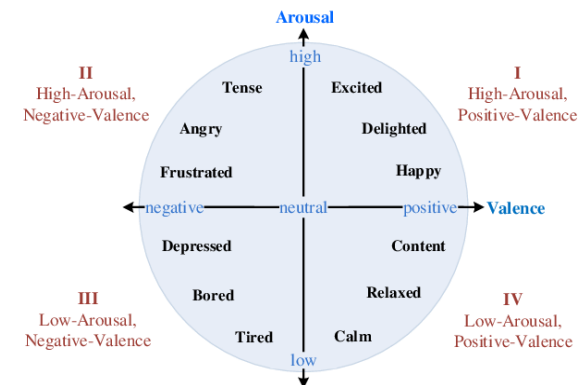 Arousal
high
II
High-Arousal,
Negative-Valence
I
High-Arousal,
Positive-Valence
Tense
Excited
Angry
Delighted
Frustrated
Happy
negative
neutral
positive
Valence
Depressed
Content
Bored
Relaxed
Tired
Calm
III
Low-Arousal,
Negative-Valence
IV
Low-Arousal,
Positive-Valence
low